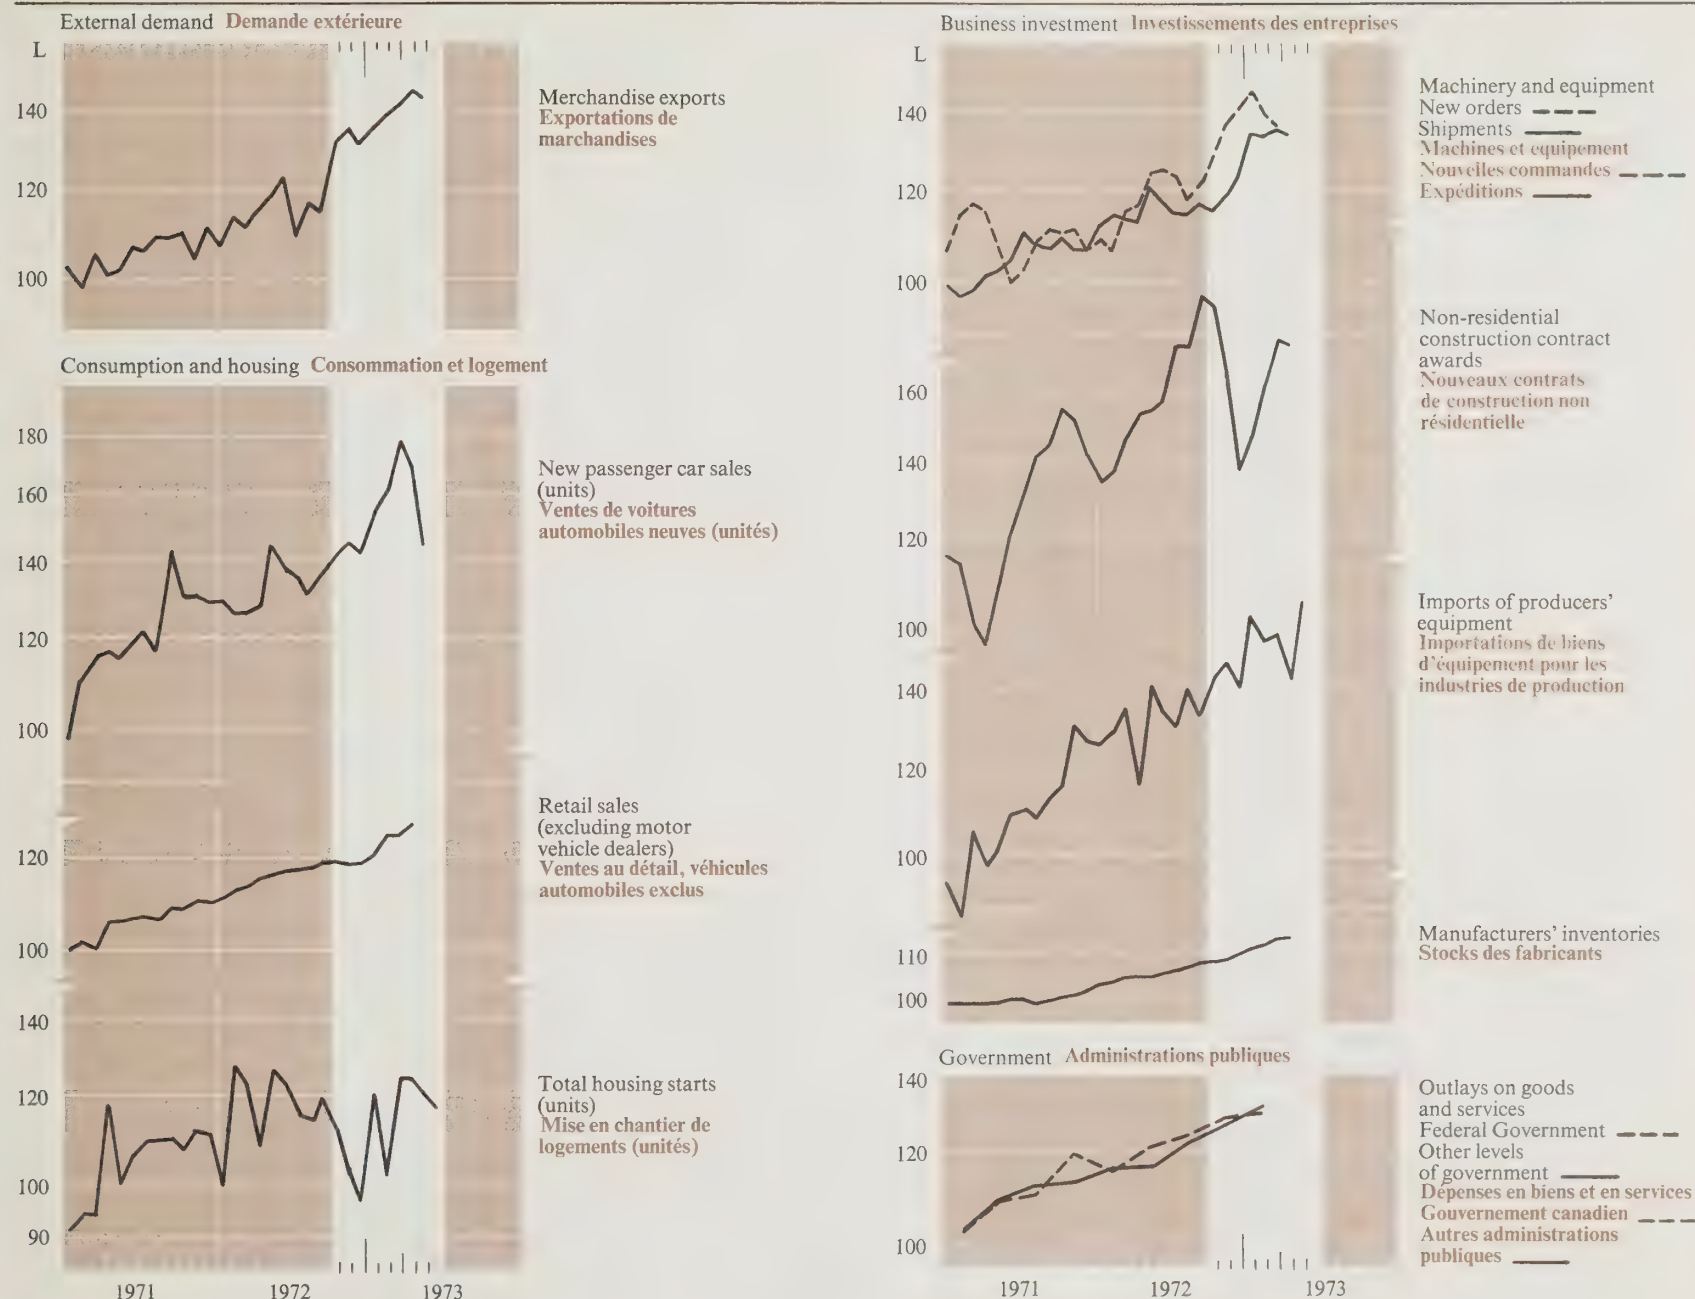 External demand Demande extérieure
L
140
120
100
Merchandise exports
Exportations de
marchandises
Consumption and housing Consommation et logement
180
160
140
120
100
New passenger car sales
(units)
Ventes de voitures
automobiles neuves (unités)
120
100
Retail sales
(excluding motor
vehicle dealers)
Ventes au détail, véhicules
automobiles exclus
140
120
100
90
Total housing starts
(units)
Mise en chantier de
logements (unités)
1971 1972 1973
Business investment Investissements des entreprises
L
140
120
100
Machinery and equipment
New orders
Shipments
Machines et equipement
Nouvelles commandes
Expéditions
160
140
120
100
Non-residential
construction contract
awards
Nouveaux contrats
de construction non
résidentielle
140
120
100
Imports of producers'
equipment
Importations de biens
d'équipement pour les
industries de production
110
100
Manufacturers' inventories
Stocks des fabricants
Government Administrations publiques
140
120
100
Outlays on goods
and services
Federal Government
Other levels
of government
Dépenses en biens et en services
Gouvernement canadien
Autres administrations
publiques
1971 1972 1973